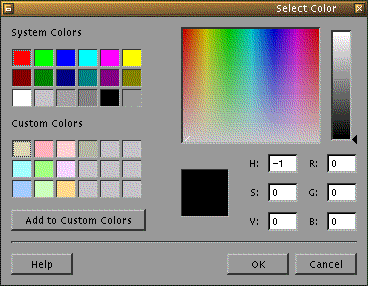 Select Color
System Colors
Custom Colors
H: -1 R: 0
S: 0 G: 0
V: 0 B: 0
Add to Custom Colors
Help OK Cancel